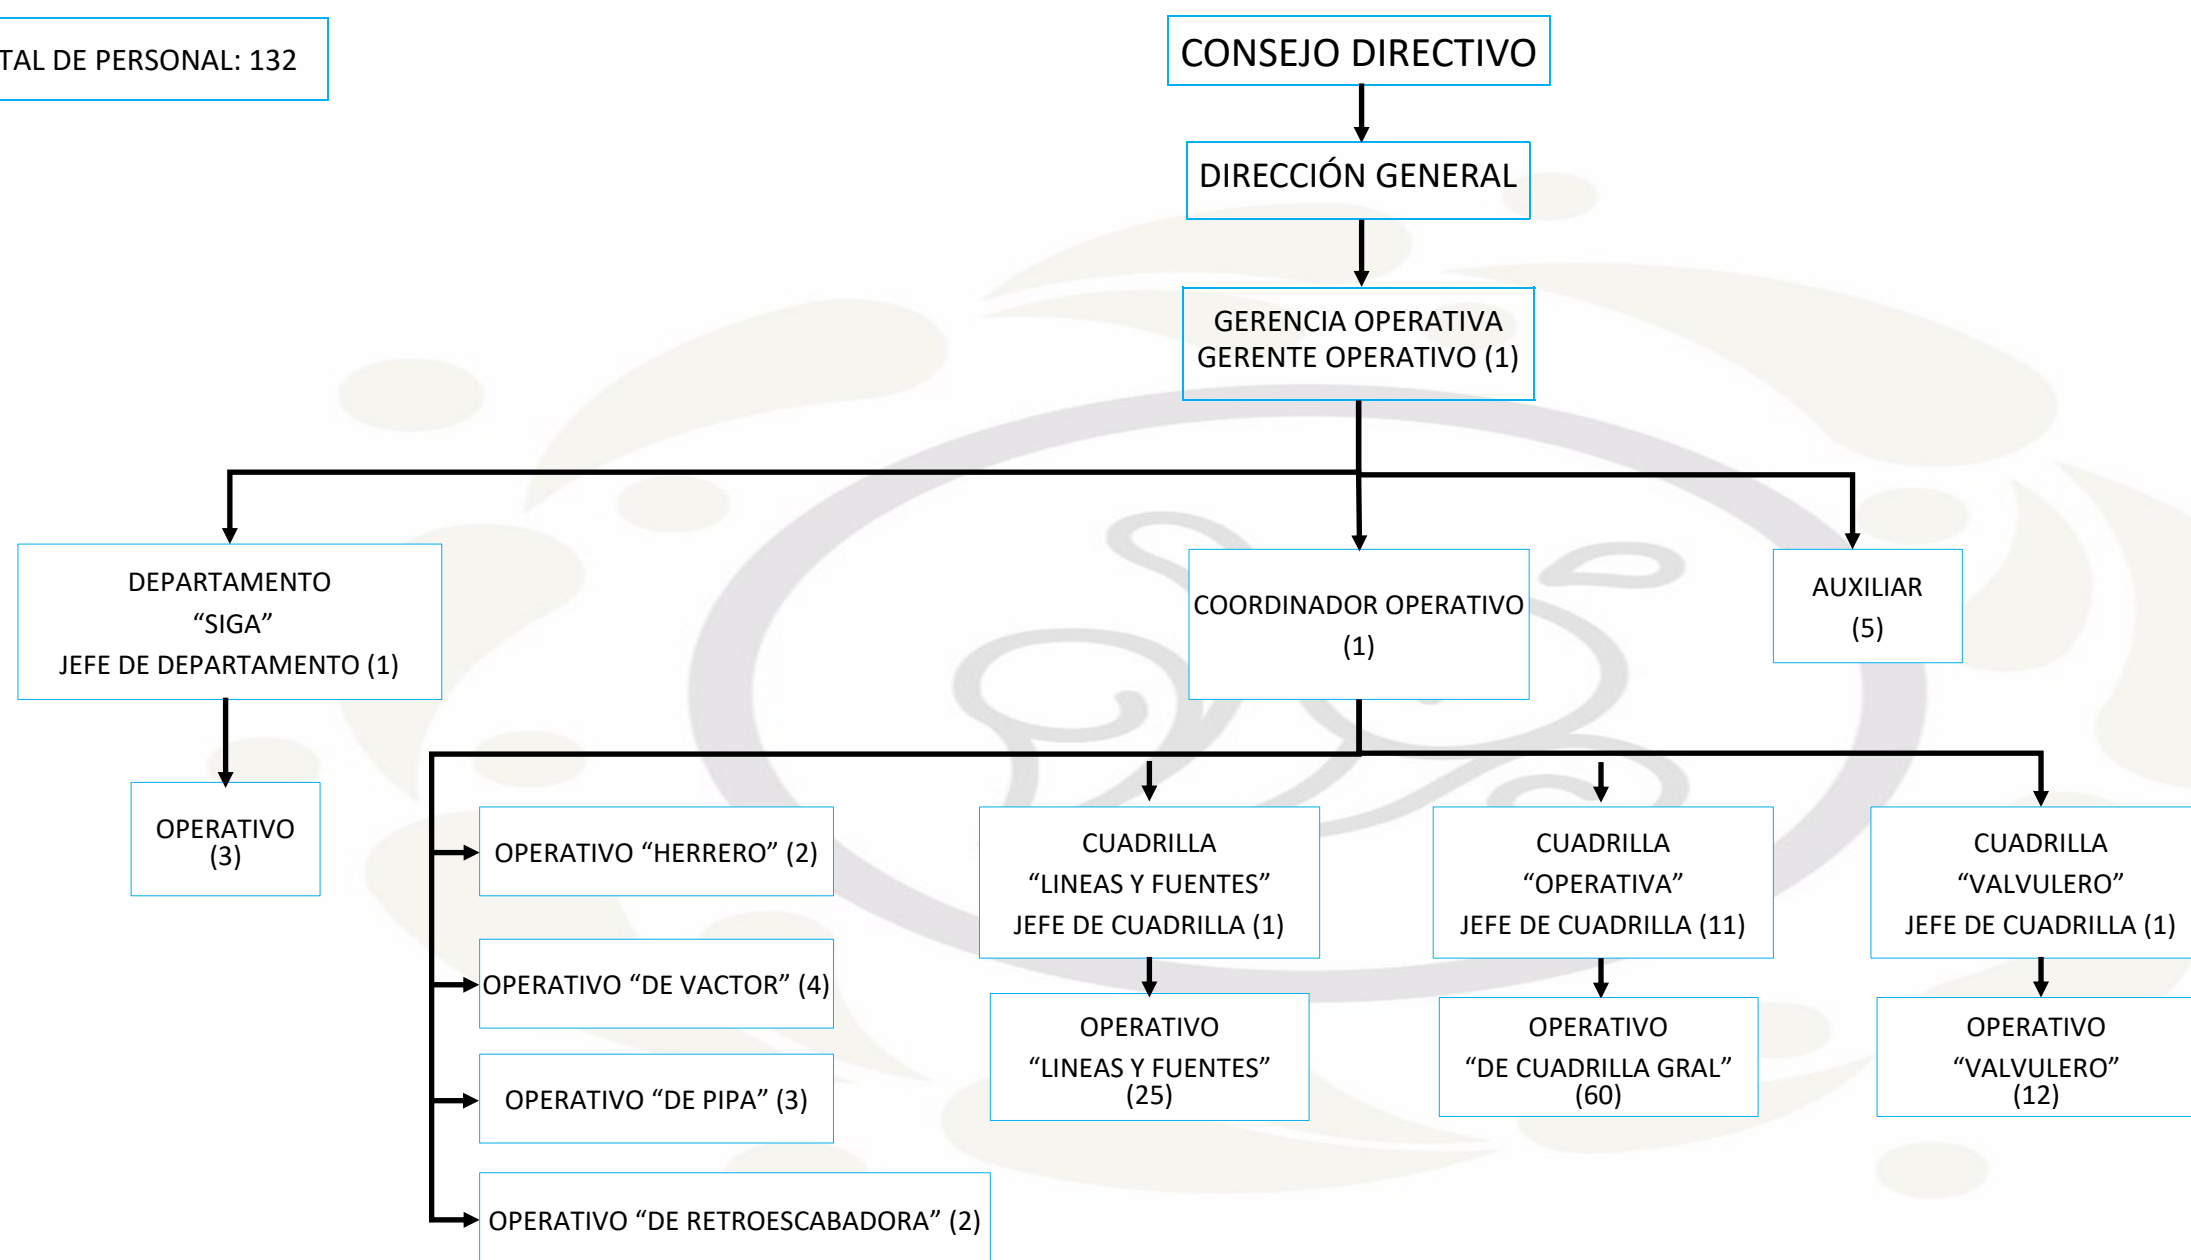 TAL DE PERSONAL: 132
CONSEJO DIRECTIVO
DIRECCIÓN GENERAL
GERENCIA OPERATIVA
GERENTE OPERATIVO (1)
DEPARTAMENTO
“SIGA”
JEFE DE DEPARTAMENTO (1)
COORDINADOR OPERATIVO
(1)
AUXILIAR
(5)
OPERATIVO
(3)
OPERATIVO “HERRERO” (2)
OPERATIVO “DE VACTOR” (4)
OPERATIVO “DE PIPA” (3)
OPERATIVO “DE RETROESCABADORA” (2)
CUADRILLA
“LINEAS Y FUENTES”
JEFE DE CUADRILLA (1)
OPERATIVO
“LINEAS Y FUENTES”
(25)
CUADRILLA
“OPERATIVA”
JEFE DE CUADRILLA (11)
OPERATIVO
“DE CUADRILLA GRAL”
(60)
CUADRILLA
“VALVULERO”
JEFE DE CUADRILLA (1)
OPERATIVO
“VALVULERO”
(12)